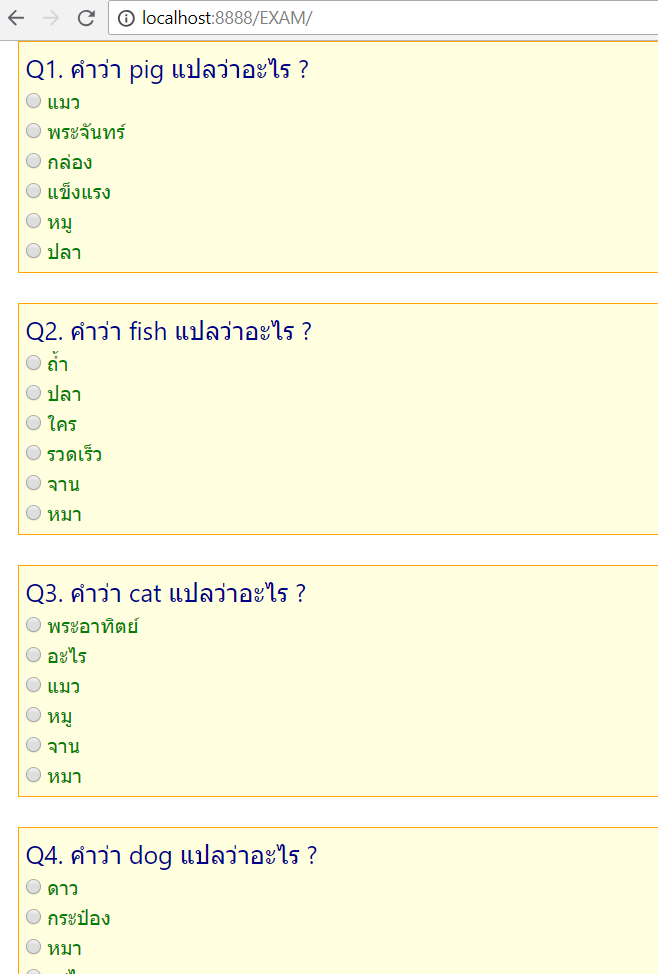 localhost:8888/EXAM/
Q1. คำว่า pig แปลว่าอะไร ?
แมว
พระจันทร์
กล่อง
แข็งแรง
หมู
ปลา
Q2. คำว่า fish แปลว่าอะไร ?
ถ้ำ
ปลา
ใคร
รวดเร็ว
จาน
หมา
Q3. คำว่า cat แปลว่าอะไร ?
พระอาทิตย์
อะไร
แมว
หมู
จาน
หมา
Q4. คำว่า dog แปลว่าอะไร ?
ดาว
กระป๋อง
หมา